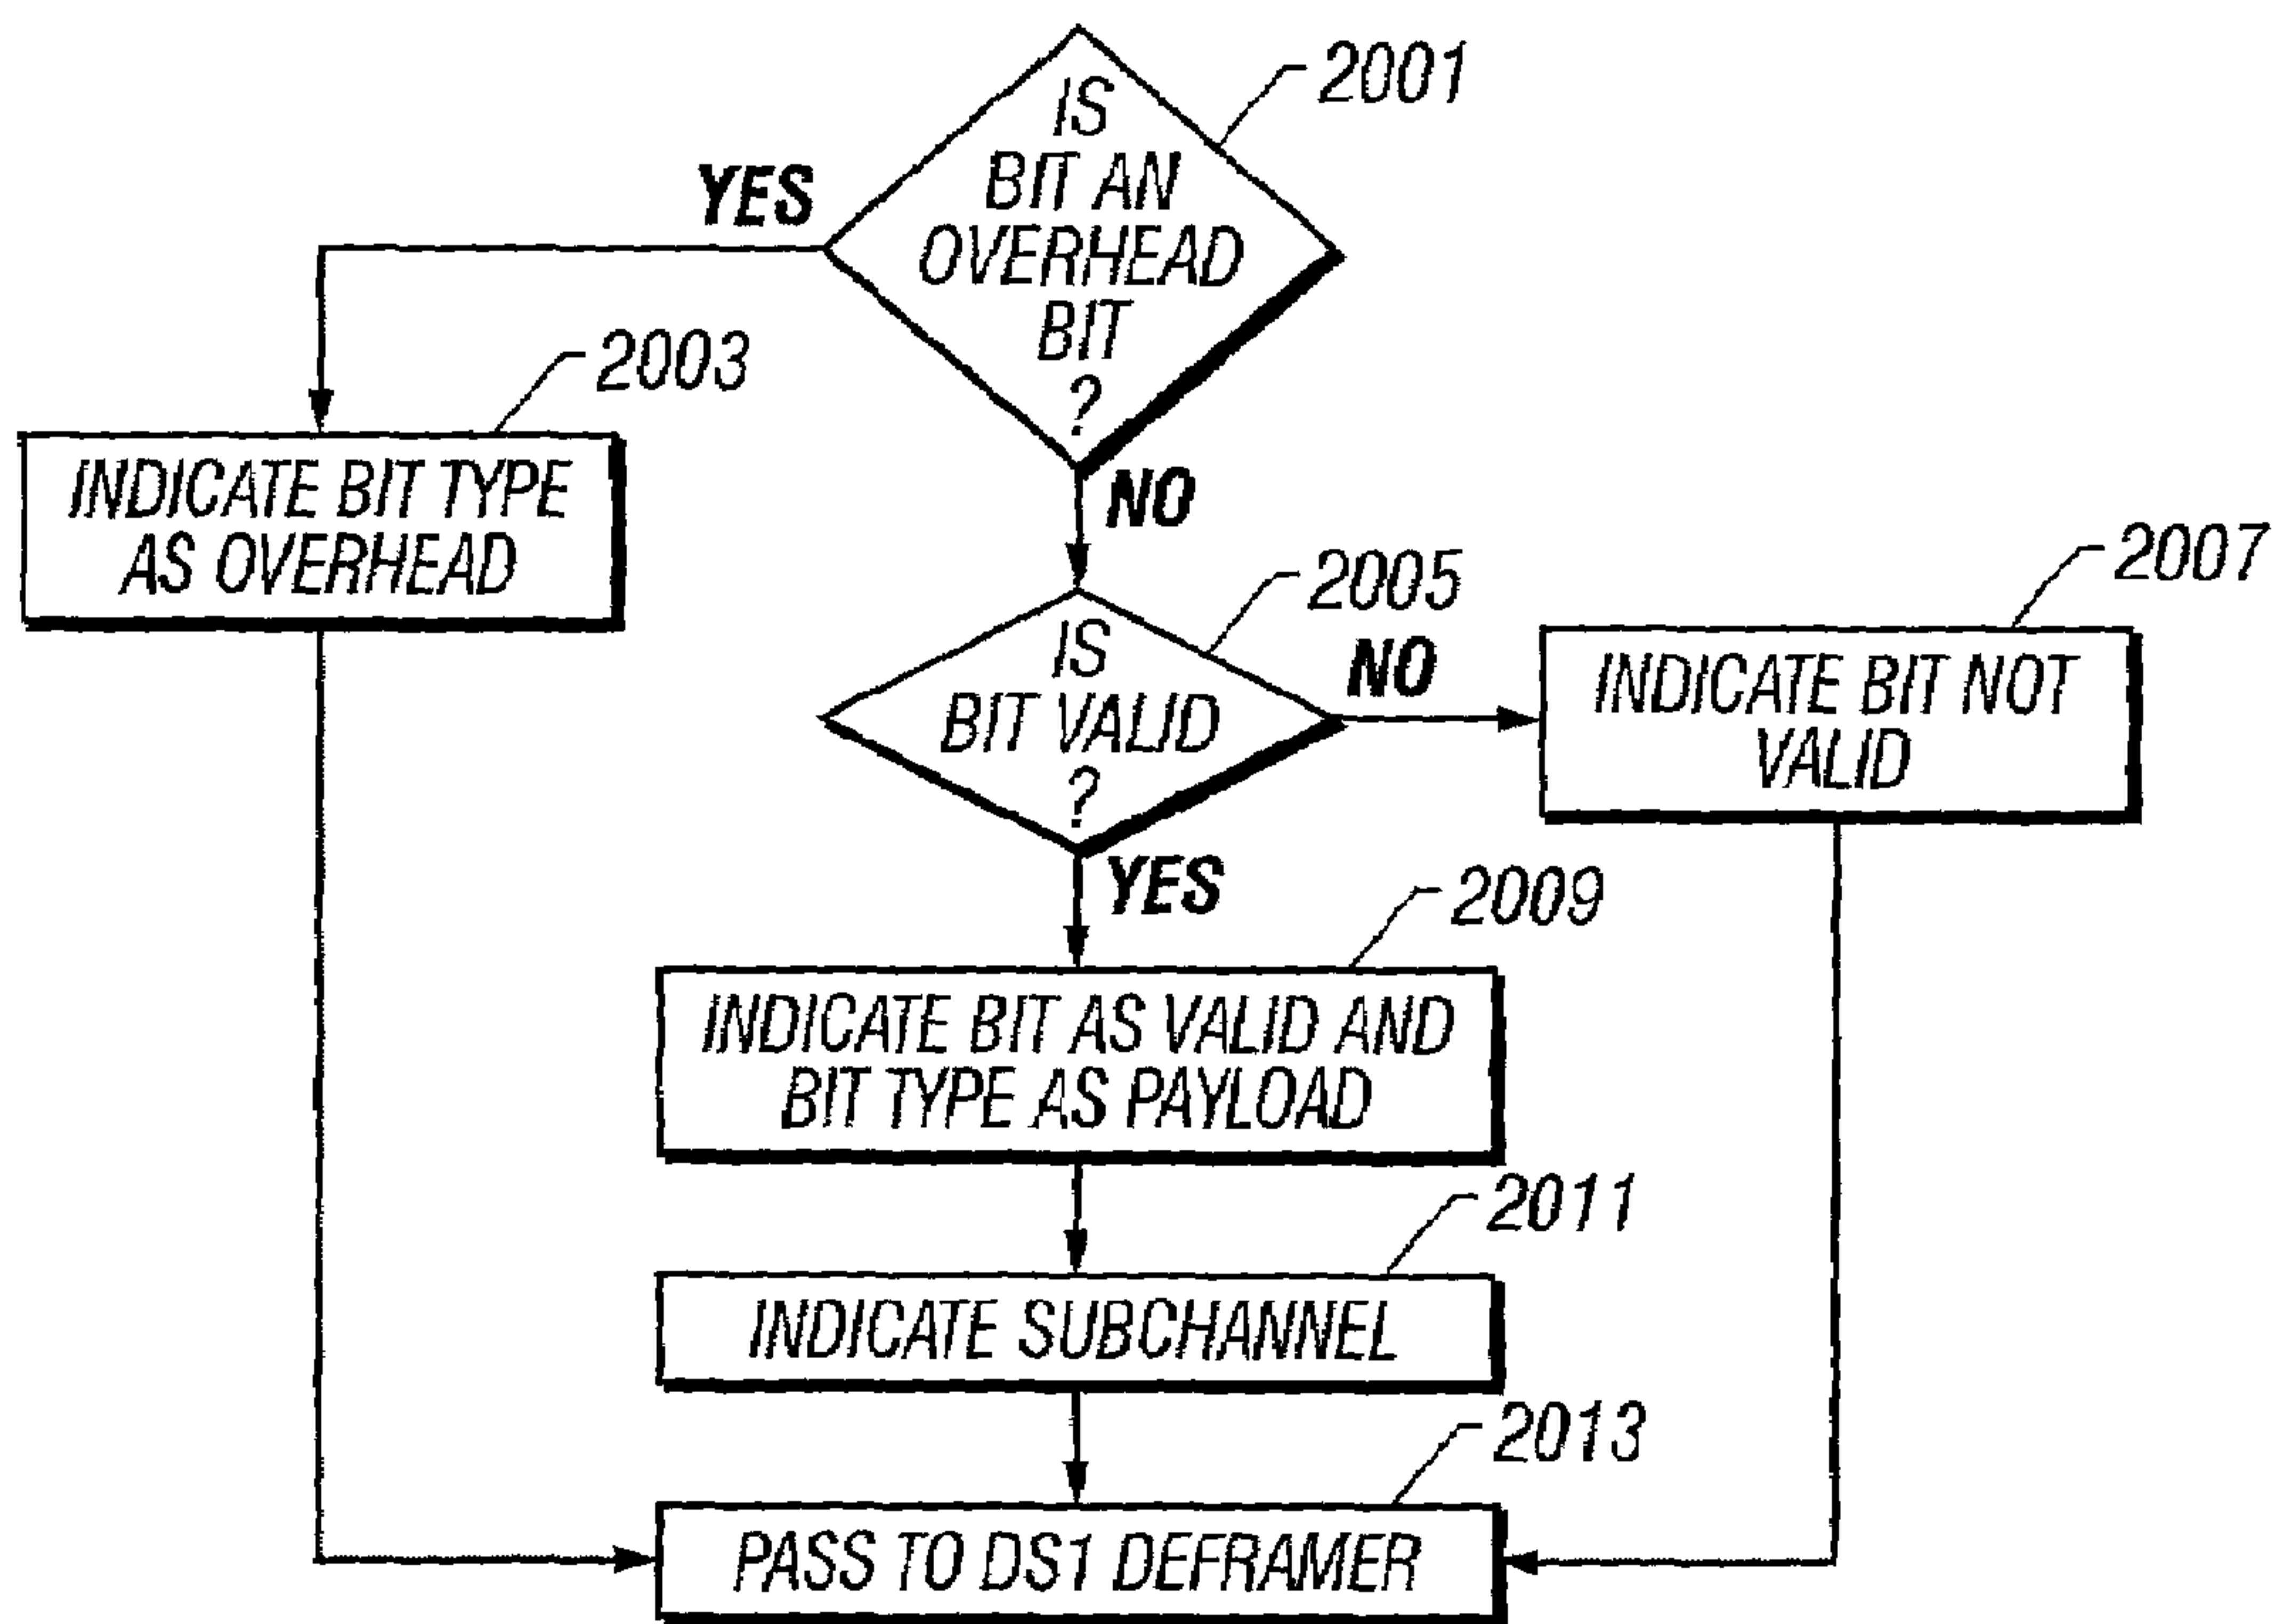 IS
BIT AN
OVERHEAD
BIT
?
2001
YES
NO
2003
INDICATE BIT TYPE
AS OVERHEAD
2005
IS
BIT VALID
?
NO
YES
2007
INDICATE BIT NOT
VALID
2009
INDICATE BIT AS VALID AND
BIT TYPE AS PAYLOAD
2011
INDICATE SUBCHANNEL
2013
PASS TO DS1 DEFRAMER